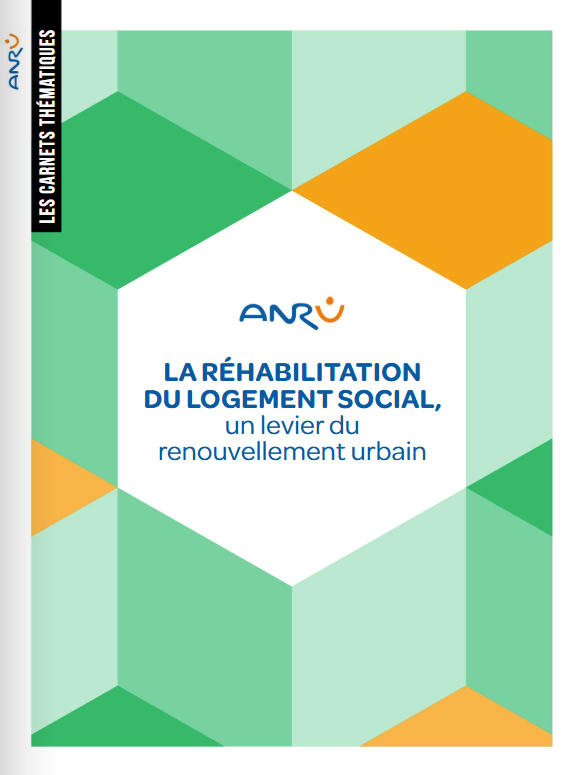 ANRU
LES CARNETS THÉMATIQUES
ANRU
LA RÉHABILITATION
DU LOGEMENT SOCIAL,
un levier du
renouvellement urbain